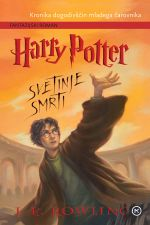 Kronika dogodivščin mladega čarovnika
FANTAZIJSKI ROMAN
Harry Potter
SVETINJE
SMRTI
J. K. ROWLING